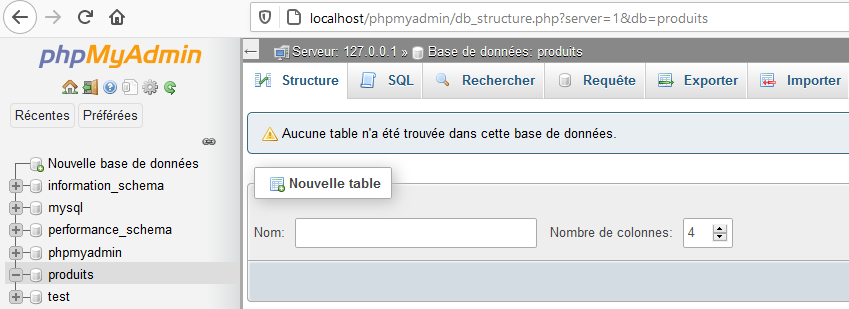 localhost/phpmyadmin/db_structure.php?server=1&db=produits
phpMyAdmin
Récentes Préférées
Nouvelle base de données
information_schema
mysql
performance_schema
phpmyadmin
produits
test
Serveur: 127.0.0.1 » Base de données: produits
Structure SQL Rechercher Requête Exporter Importer
Aucune table n'a été trouvée dans cette base de données.
Nouvelle table
Nom: Nombre de colonnes: 4